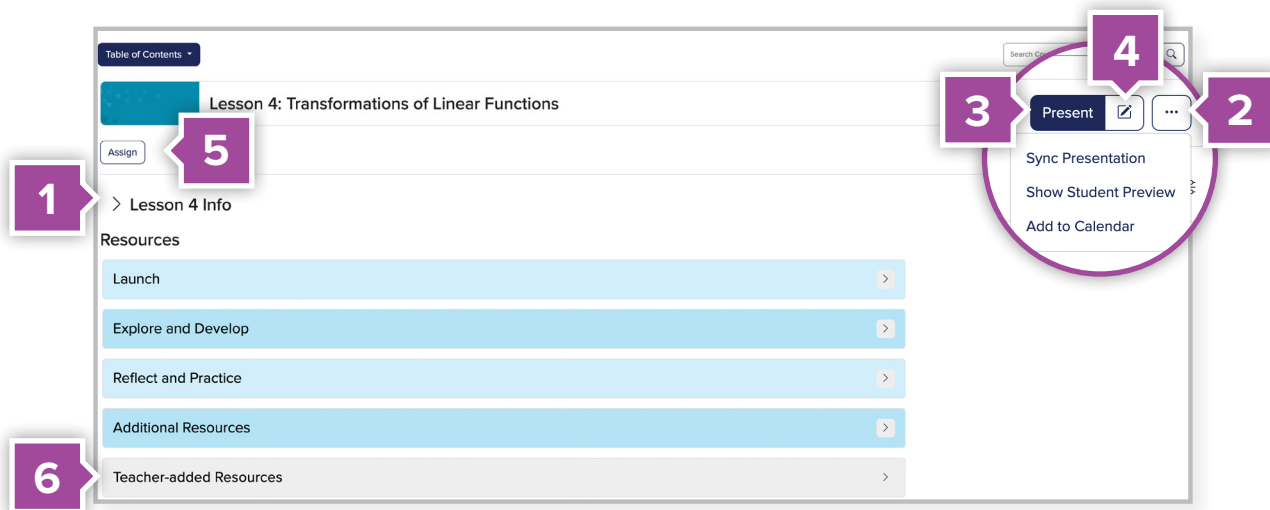 Table of Contents
Search Co
4
Lesson 4: Transformations of Linear Functions
3
Present
2
Assign
5
Sync Presentation
1
Lesson 4 Info
Show Student Preview
Add to Calendar
Resources
Launch
Explore and Develop
Reflect and Practice
Additional Resources
6
Teacher-added Resources